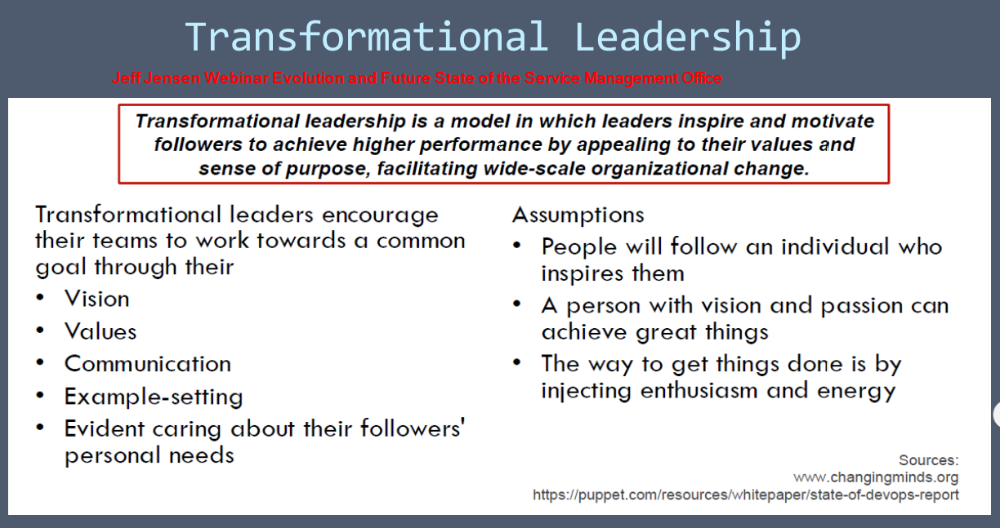 Transformational Leadership
Jeff Jensen Webinar Evolution and Future State of the Service Management Office
Transformational leadership is a model in which leaders inspire and motivate
followers to achieve higher performance by appealing to their values and
sense of purpose, facilitating wide-scale organizational change.
Transformational leaders encourage
their teams to work towards a common
goal through their
• Vision
• Values
• Communication
• Example-setting
• Evident caring about their followers'
personal needs
Assumptions
• People will follow an individual who
inspires them
• A person with vision and passion can
achieve great things
• The way to get things done is by
injecting enthusiasm and energy
Sources:
www.changingminds.org
https://puppet.com/resources/whitepaper/state-of-devops-report